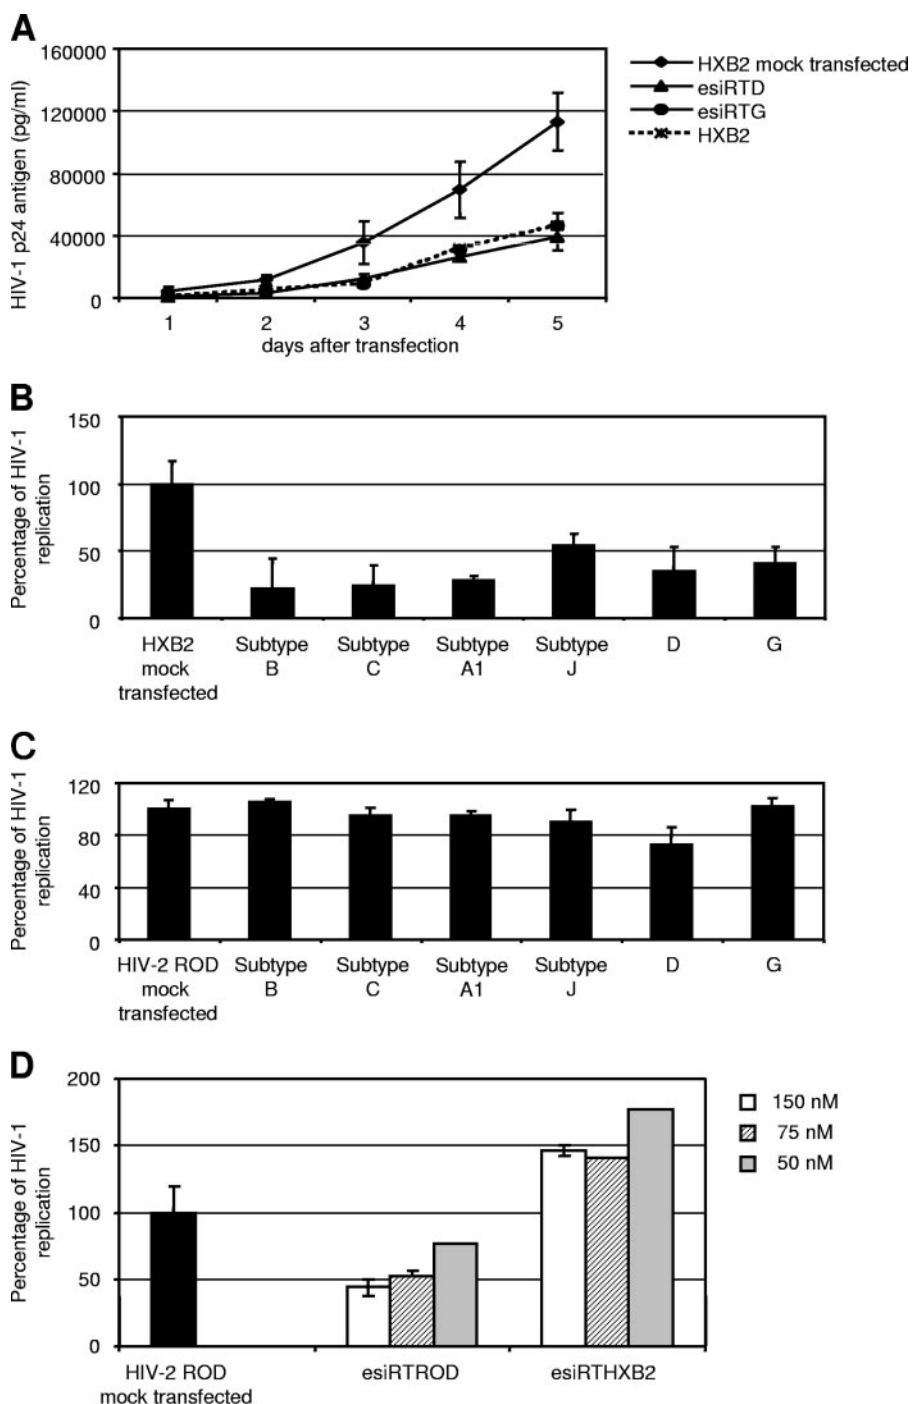 A
HIV-1 p24 antigen (pg/ml)
160000
120000
80000
40000
0
1 2 3 4 5
days after transfection
HXB2 mock transfected
esiRTD
esiRTG
HXB2
B
Percentage of HIV-1
replication
150
100
50
0
HXB2
mock
transfected
Subtype
B
Subtype
C
Subtype
A1
Subtype
J
D
G
C
Percentage of HIV-1
replication
120
80
40
0
HIV-2 ROD
mock
transfected
Subtype
B
Subtype
C
Subtype
A1
Subtype
J
D
G
D
Percentage of HIV-1
replication
200
150
100
50
0
HIV-2 ROD
mock transfected
esiRTROD
esiRTHXB2
150 nM
75 nM
50 nM